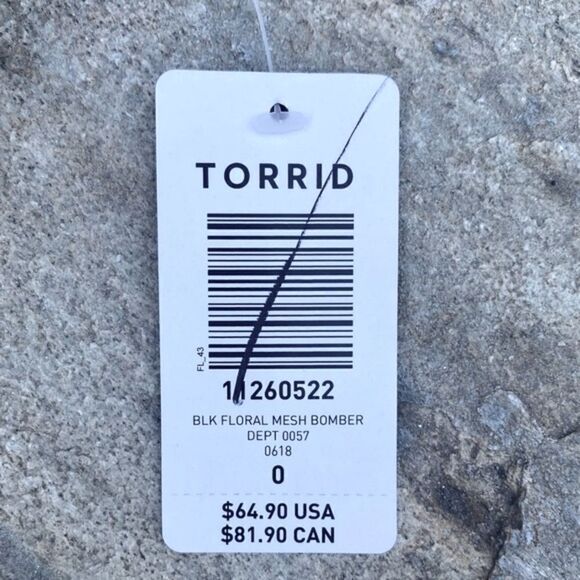 TORRID
FL_43
11260522
BLK FLORAL MESH BOMBER
DEPT 0057
0618
0
$64.90 USA
$81.90 CAN